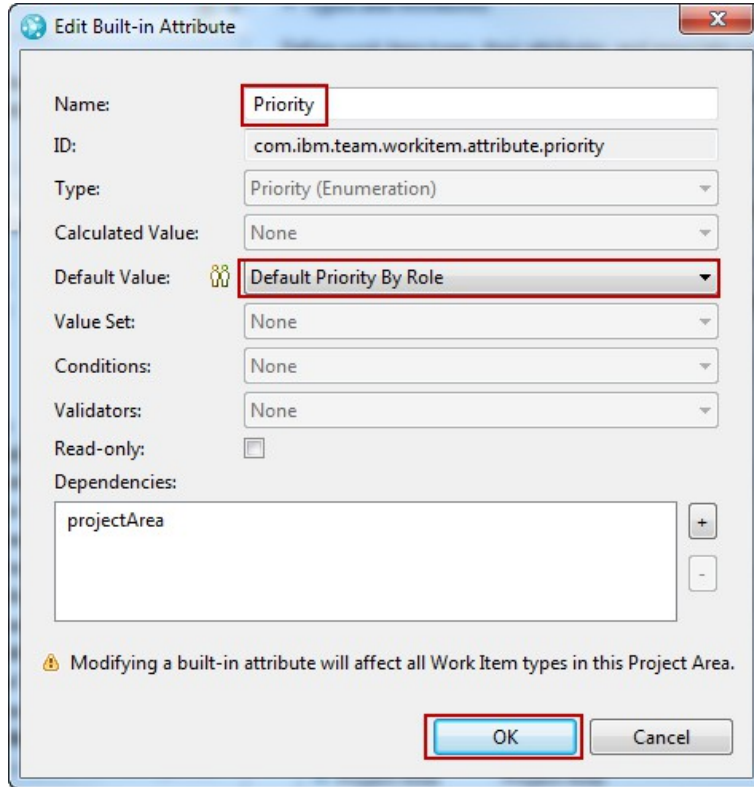 Edit Built-in Attribute
Name: Priority
ID: com.ibm.team.workitem.attribute.priority
Type: Priority (Enumeration)
Calculated Value: None
Default Value: Default Priority By Role
Value Set: None
Conditions: None
Validators: None
Read-only:
Dependencies:
projectArea
+
-
Modifying a built-in attribute will affect all Work Item types in this Project Area.
OK Cancel